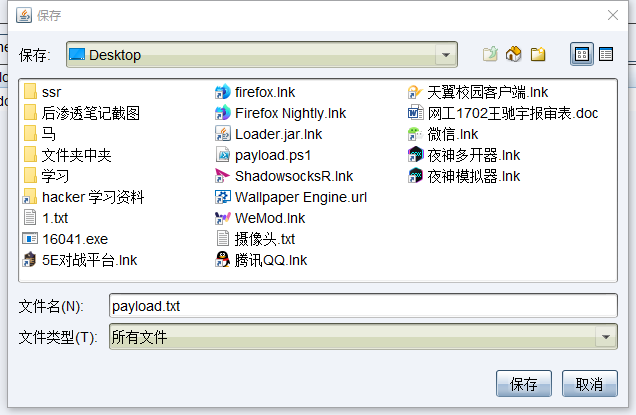 保存
保存:
Desktop
ssr
后渗透笔记截图
马
文件夹中夹
学习
hacker 学习资料
1.txt
16041.exe
5E对战平台.lnk
firefox.lnk
Firefox Nightly.lnk
Loader.jar.lnk
payload.ps1
ShadowsocksR.lnk
Wallpaper Engine.url
WeMod.lnk
摄像头.txt
腾讯QQ.lnk
天翼校园客户端.lnk
网工1702王驰宇报审表.doc
微信.lnk
夜神多开器.lnk
夜神模拟器.lnk
文件名(N):
payload.txt
文件类型(T):
所有文件
保存
取消